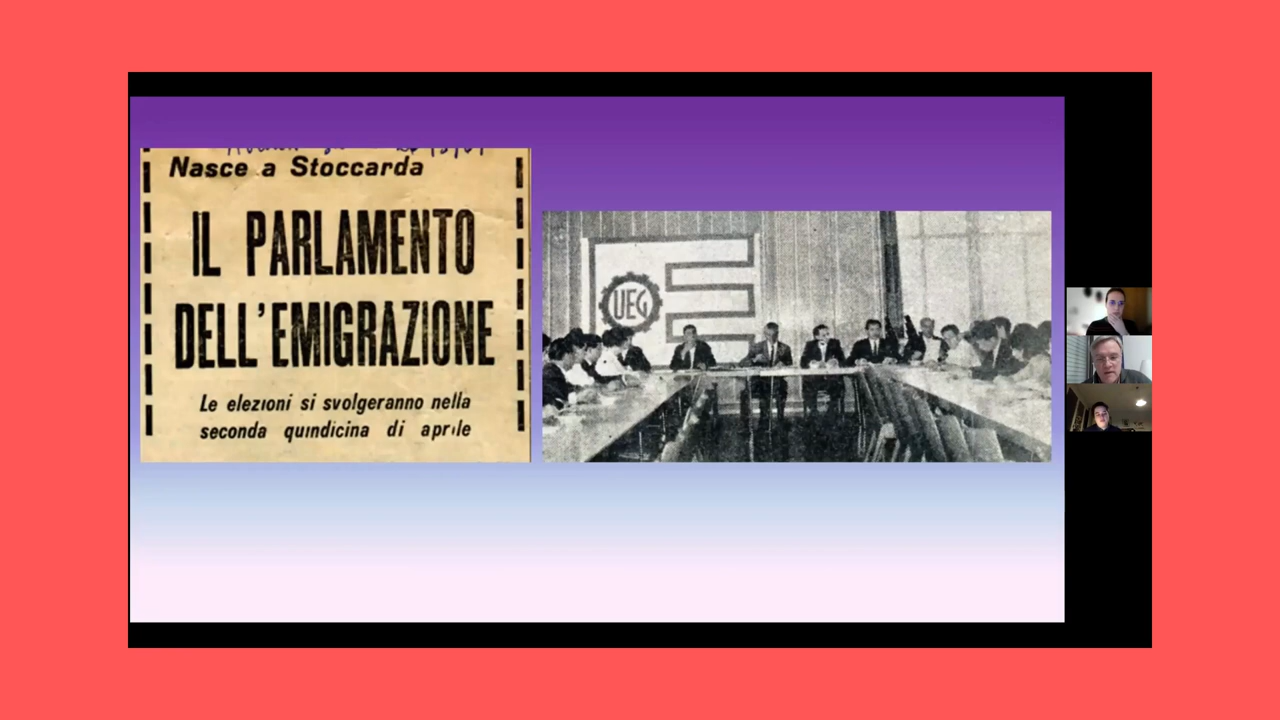 Nasce a Stoccarda
IL PARLAMENTO
DELL'EMIGRAZIONE
Le elezioni si svolgeranno nella
seconda quindicina di aprile
UEG